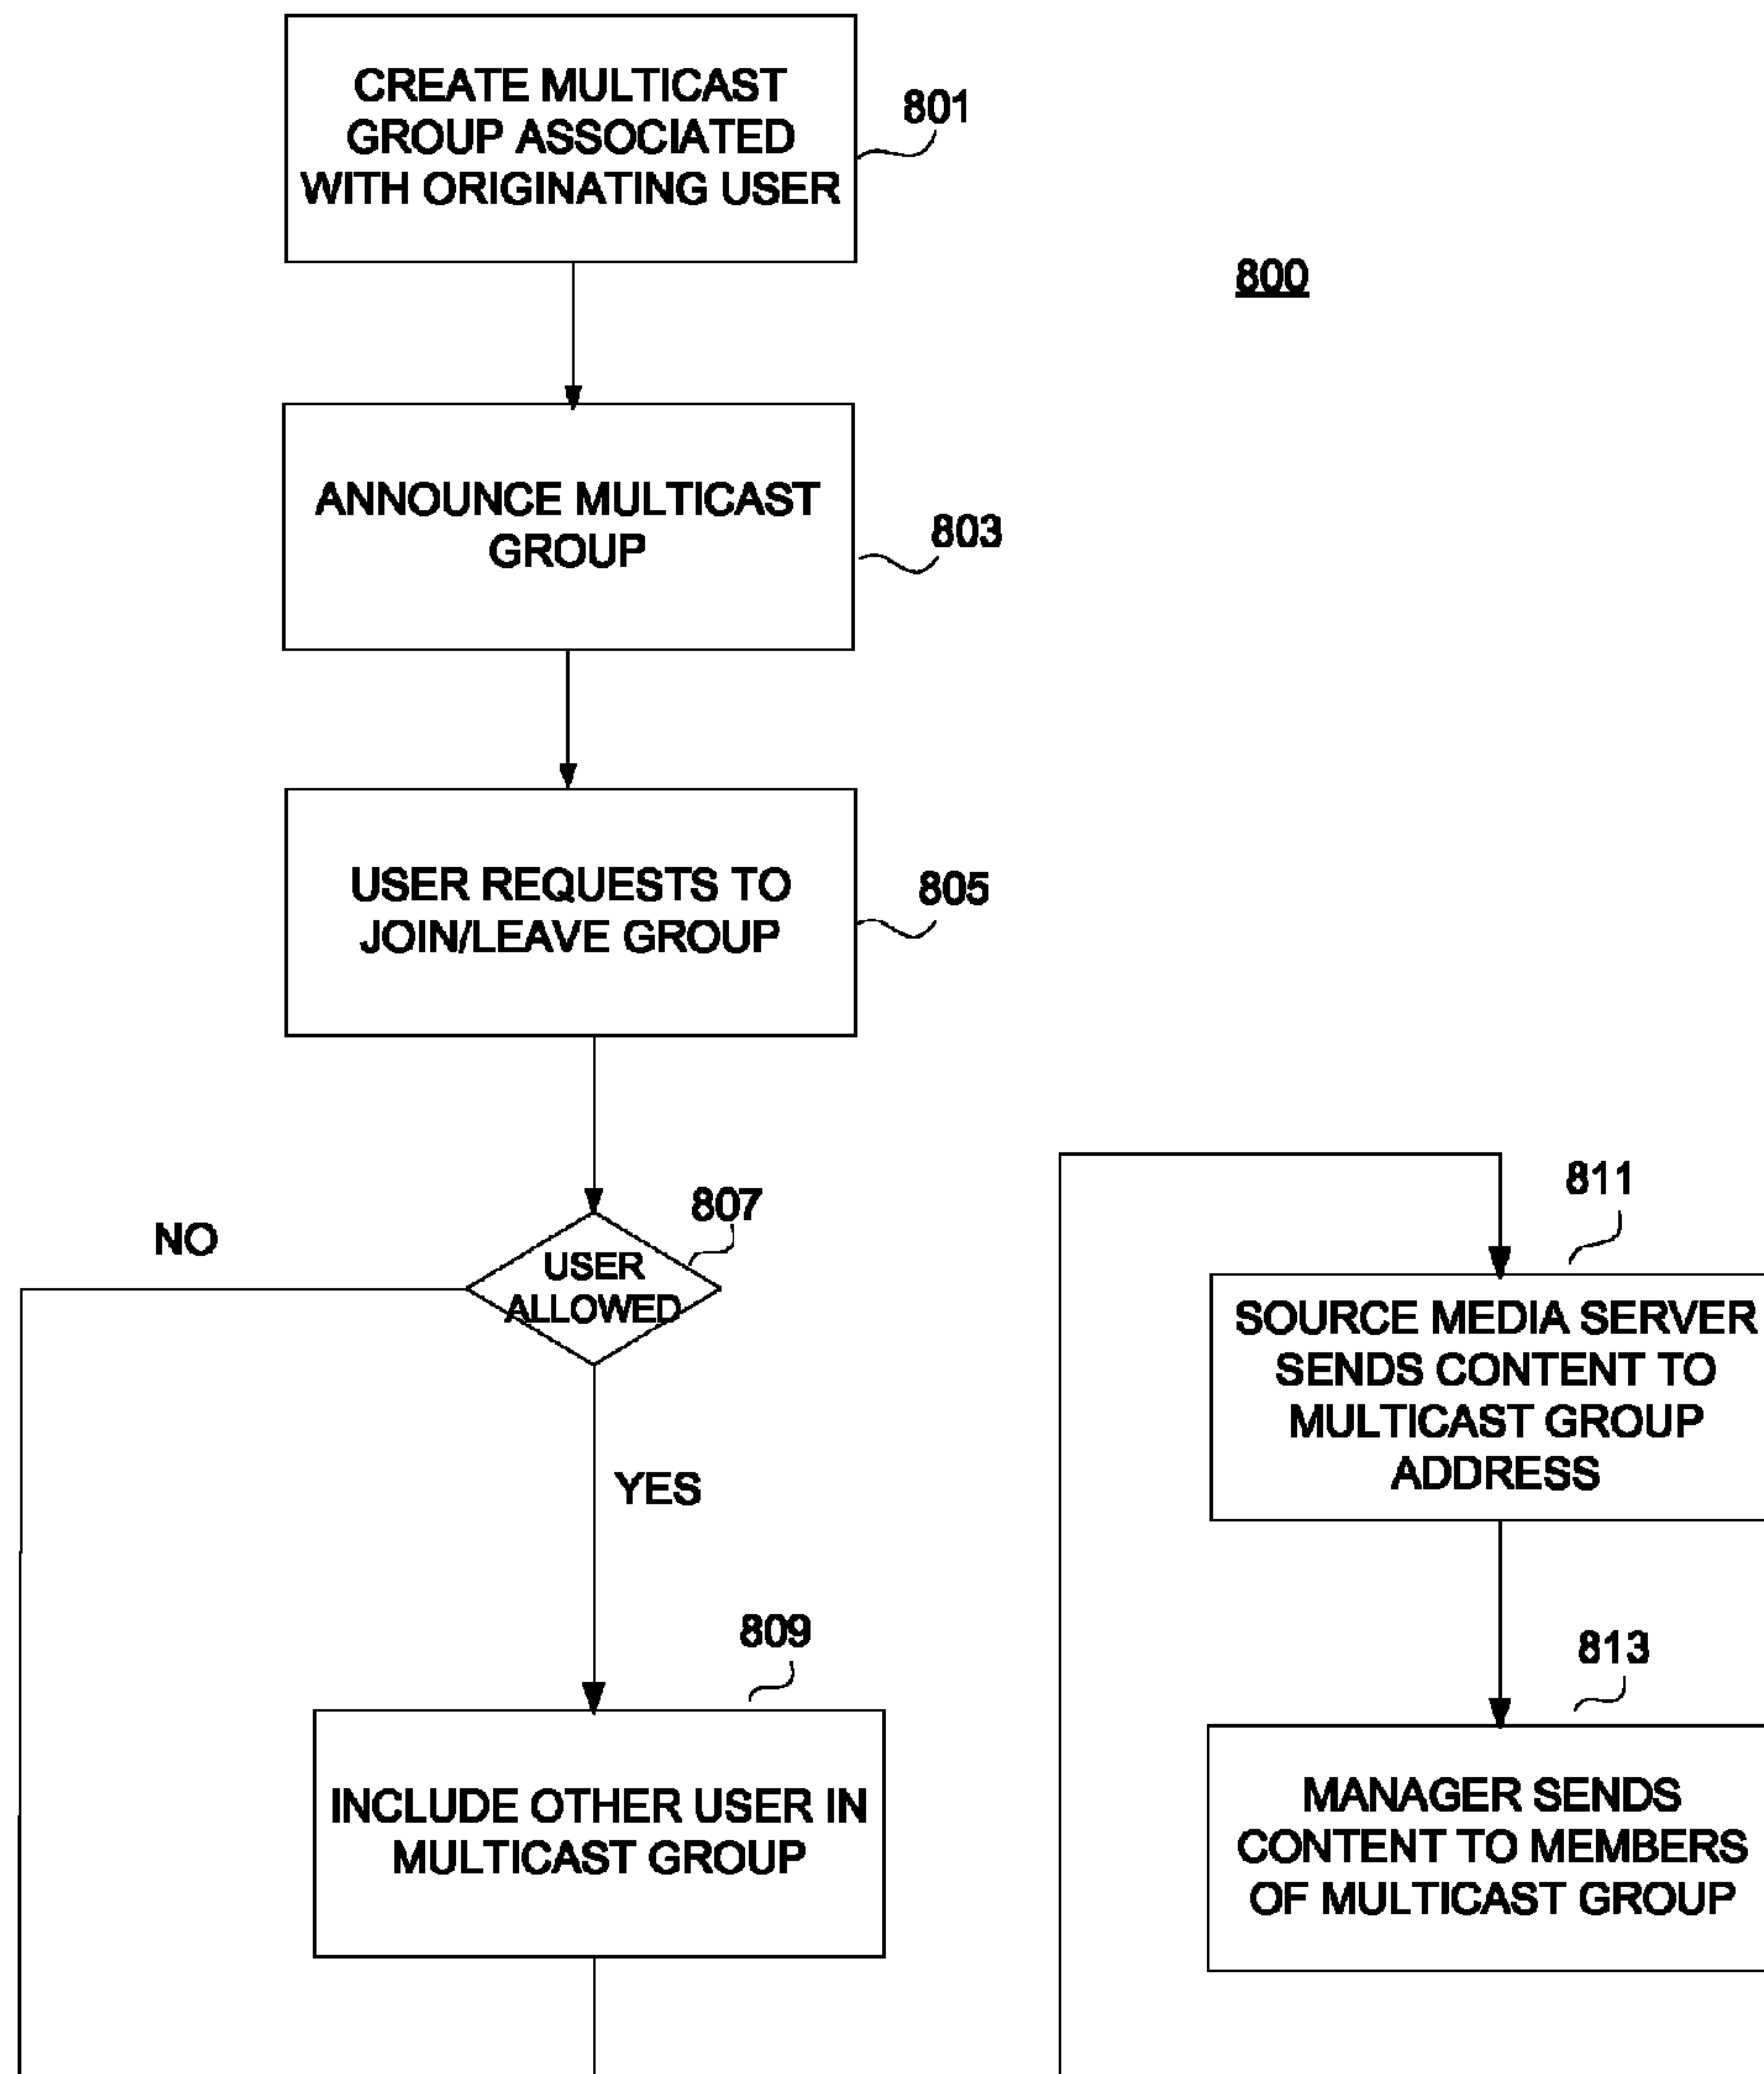 CREATE MULTICAST
GROUP ASSOCIATED
WITH ORIGINATING USER
801
800
ANNOUNCE MULTICAST
GROUP
803
USER REQUESTS TO
JOIN/LEAVE GROUP
805
807
NO
USER
ALLOWED
YES
809
INCLUDE OTHER USER IN
MULTICAST GROUP
811
SOURCE MEDIA SERVER
SENDS CONTENT TO
MULTICAST GROUP
ADDRESS
813
MANAGER SENDS
CONTENT TO MEMBERS
OF MULTICAST GROUP